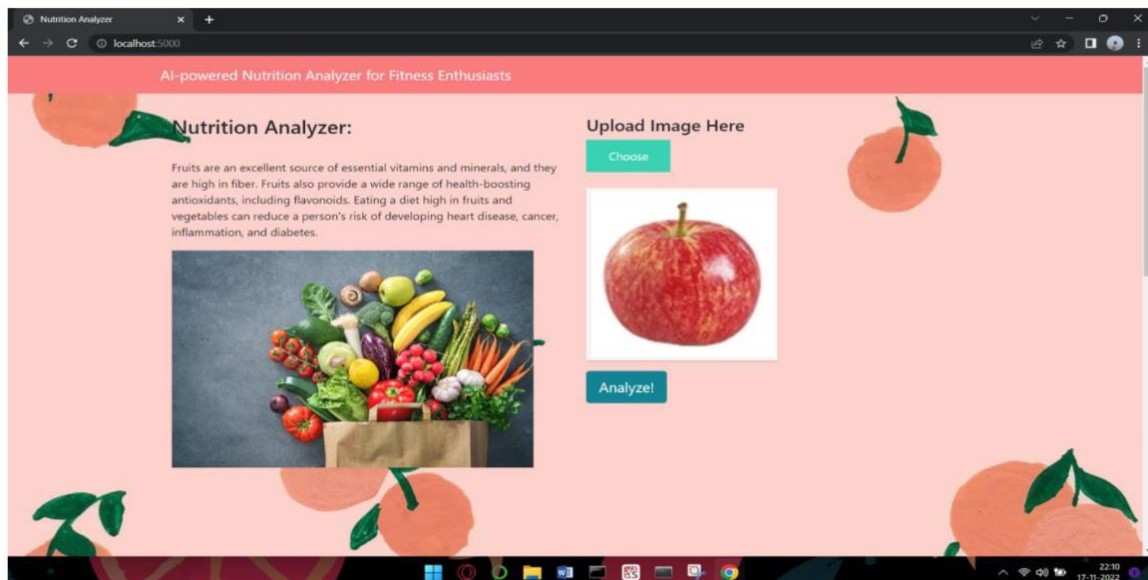 Nutrition Analyzer
localhost:5000
AI-powered Nutrition Analyzer for Fitness Enthusiasts
Nutrition Analyzer:
Fruits are an excellent source of essential vitamins and minerals, and they
are high in fiber. Fruits also provide a wide range of health-boosting
antioxidants, including flavonoids. Eating a diet high in fruits and
vegetables can reduce a person's risk of developing heart disease, cancer,
inflammation, and diabetes.
Upload Image Here
Choose
Analyze!
22:10
17-11-2022